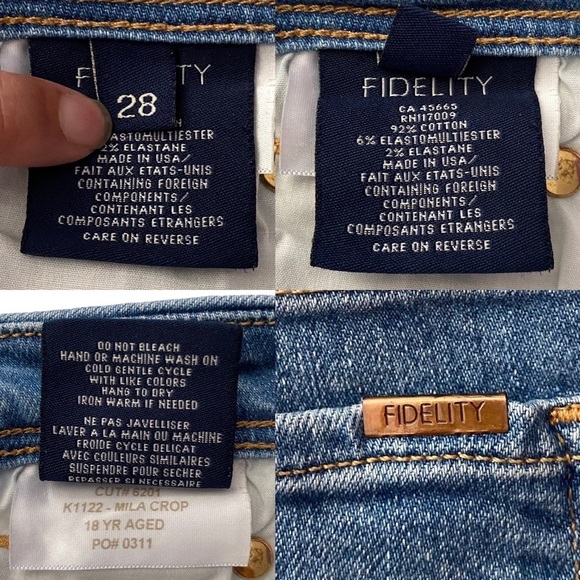 FIDELITY
28
ELASTOMULTIESTER
2% ELASTANE
MADE IN USA/
FAIT AUX ETATS-UNIS
CONTAINING FOREIGN
COMPONENTS/
CONTENANT LES
COMPOSANTS ETRANGERS
CARE ON REVERSE
FIDELITY
CA 45665
RN117009
92% COTTON
6% ELASTOMULTIESTER
2% ELASTANE
MADE IN USA/
FAIT AUX ETATS-UNIS
CONTAINING FOREIGN
COMPONENTS/
CONTENANT LES
COMPOSANTS ETRANGERS
CARE ON REVERSE
DO NOT BLEACH
HAND OR MACHINE WASH ON
COLD GENTLE CYCLE
WITH LIKE COLORS
HANG TO DRY
IRON WARM IF NEEDED
NE PAS JAVELLISER
LAVER A LA MAIN OU MACHINE
FROIDE CYCLE DELICAT
AVEC COULEURS SIMILAIRES
SUSPENDRE POUR SECHER
REPASSER SI NECESSAIRE
CUT# 6201
K1122 - MILA CROP
18 YR AGED
PO# 0311
FIDELITY